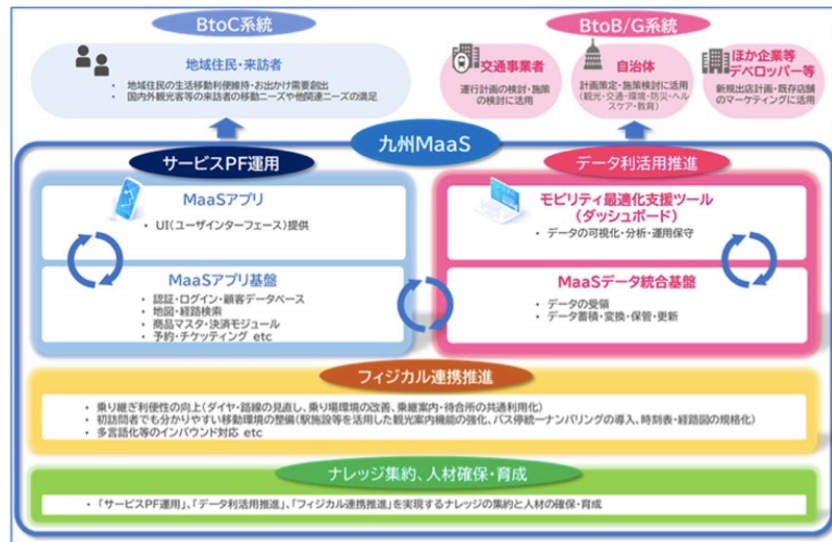 BtoC系統
地域住民・来訪者
・ 地域住民の生活移動利便維持・お出かけ需要創出
・ 国内外観光客等の来訪者の移動ニーズや他関連ニーズの満足
BtoB/G系統
交通事業者
運行計画の検討・施策
の検討に活用
自治体
計画策定・施策検討に活用
(観光・交通・環境・防災・ヘル
スケア・教育)
ほか企業等
デベロッパー等
新規出店計画・既存店舗
のマーケティングに活用
九州MaaS
サービスPF運用
MaaSアプリ
・ UI(ユーザインターフェース)提供
MaaSアプリ基盤
・ 認証・ログイン・顧客データベース
・ 地図・経路検索
・ 商品マスタ・決済モジュール
・ 予約・チケッティング etc
データ利活用推進
モビリティ最適化支援ツール
(ダッシュボード)
・ データの可視化・分析・運用保守
MaaSデータ統合基盤
・ データの受領
・ データ蓄積・変換・保管・更新
フィジカル連携推進
・ 乗り継ぎ利便性の向上(ダイヤ・路線の見直し、乗り場環境の改善、乗継案内・待合所の共通利用化)
・ 初訪問者でも分かりやすい移動環境の整備(駅施設等を活用した観光案内機能の強化、バス停統一ナンバリングの導入、時刻表・経路図の規格化)
・ 多言語化等のインバウンド対応 etc
ナレッジ集約、人材確保・育成
・ 「サービスPF運用」、「データ利活用推進」、「フィジカル連携推進」を実現するナレッジの集約と人材の確保・育成